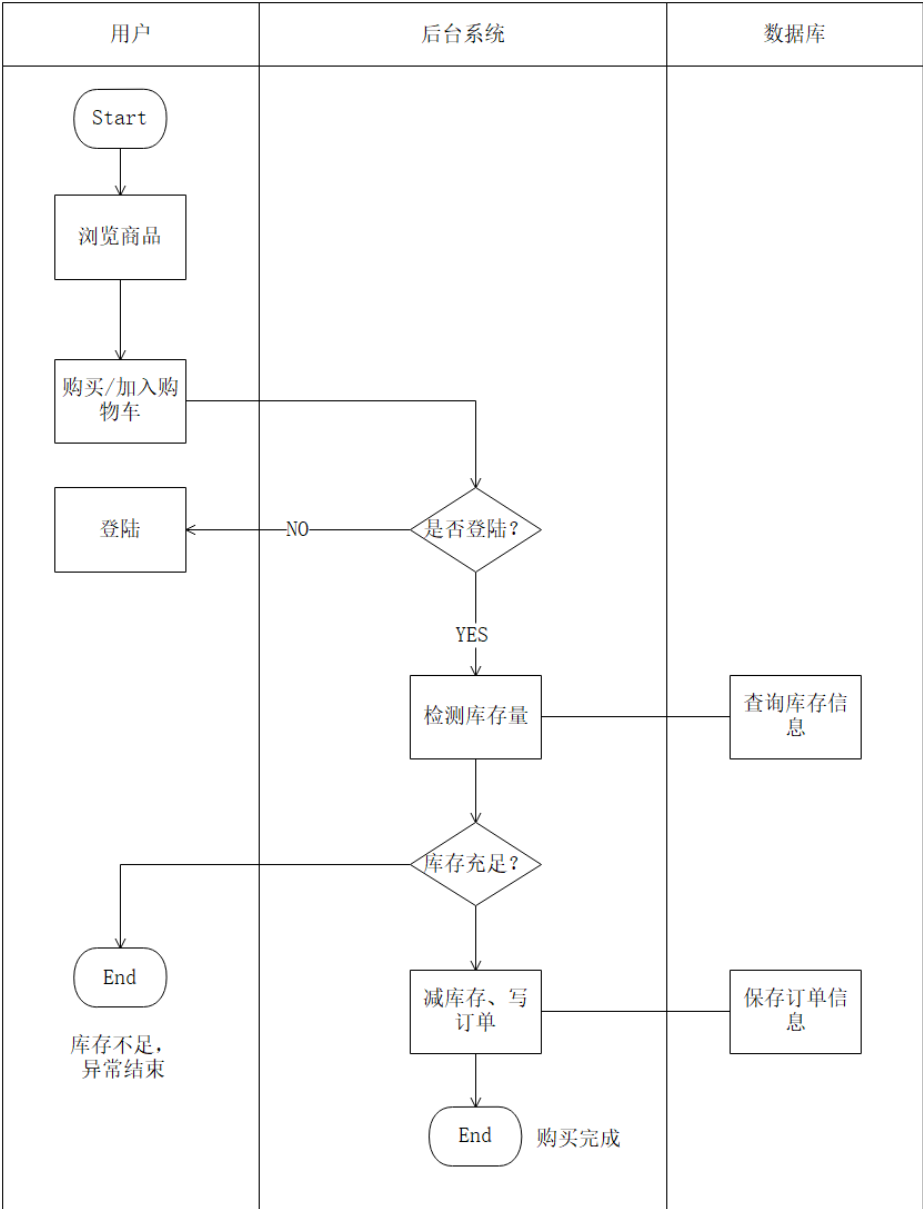 用户
后台系统
数据库
Start
浏览商品
购买/加入购
物车
登陆
NO
是否登陆?
YES
检测库存量
查询库存信
息
库存充足?
End
库存不足,
异常结束
减库存、写
订单
保存订单信
息
End
购买完成